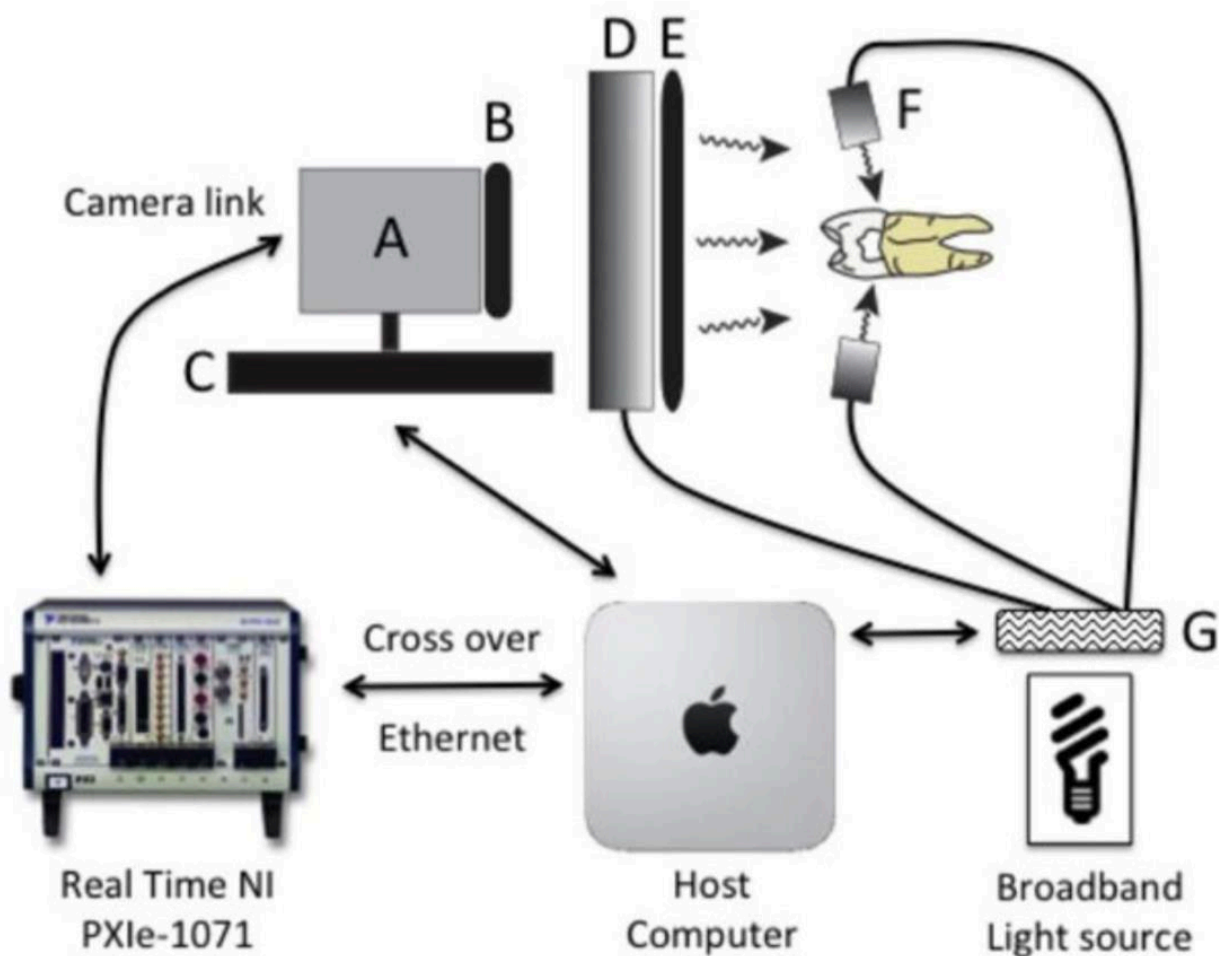 D E
B
F
Camera link
A
C
Cross over
G
Ethernet
Real Time NI
PXIe-1071
Host
Computer
Broadband
Light source